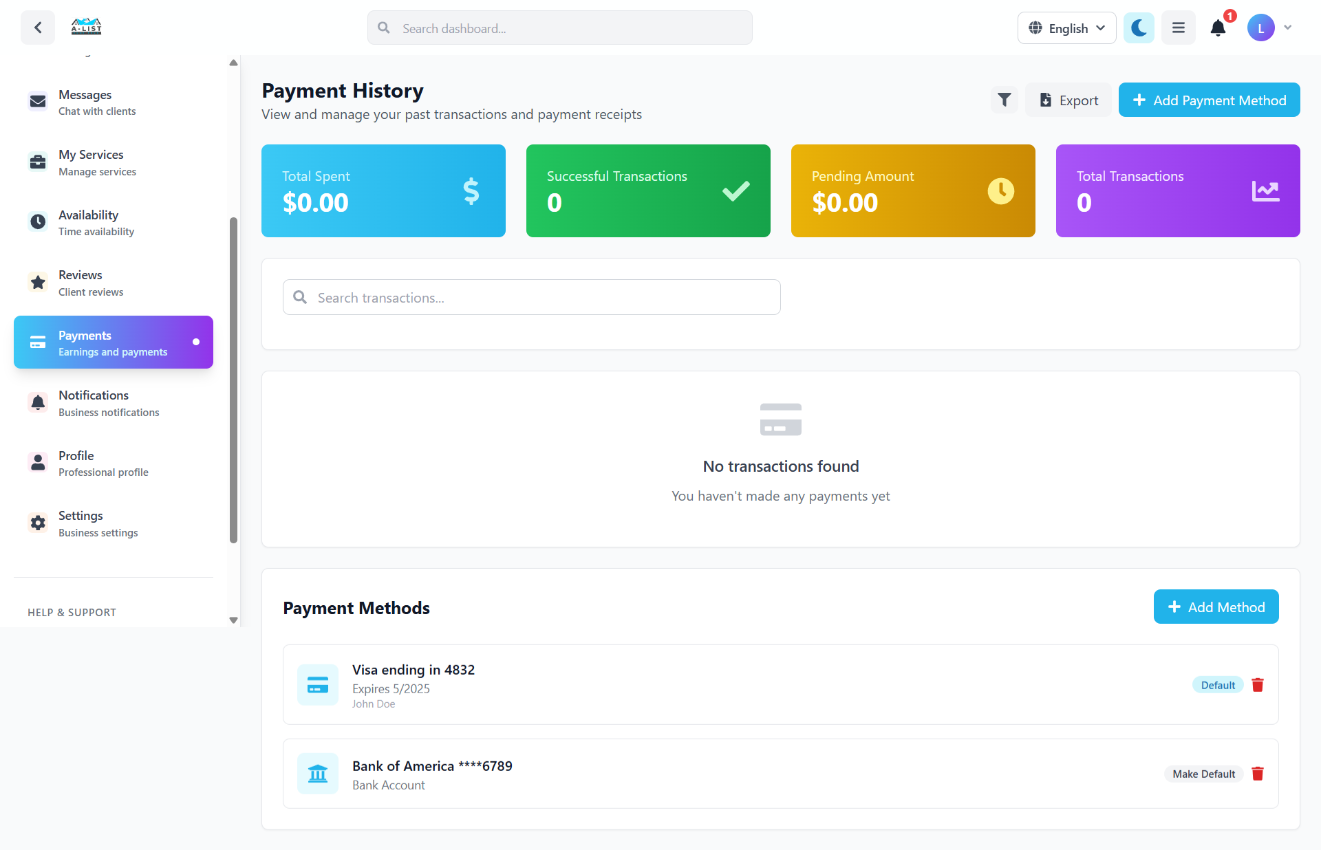 A-LIST
Search dashboard...
English
1
L
Messages
Chat with clients
My Services
Manage services
Availability
Time availability
Reviews
Client reviews
Payments
Earnings and payments
Notifications
Business notifications
Profile
Professional profile
Settings
Business settings
HELP & SUPPORT
Payment History
View and manage your past transactions and payment receipts
Export
Add Payment Method
Total Spent
$0.00
Successful Transactions
0
Pending Amount
$0.00
Total Transactions
0
Search transactions...
No transactions found
You haven't made any payments yet
Payment Methods
Add Method
Visa ending in 4832
Expires 5/2025
John Doe
Default
Bank of America ****6789
Bank Account
Make Default